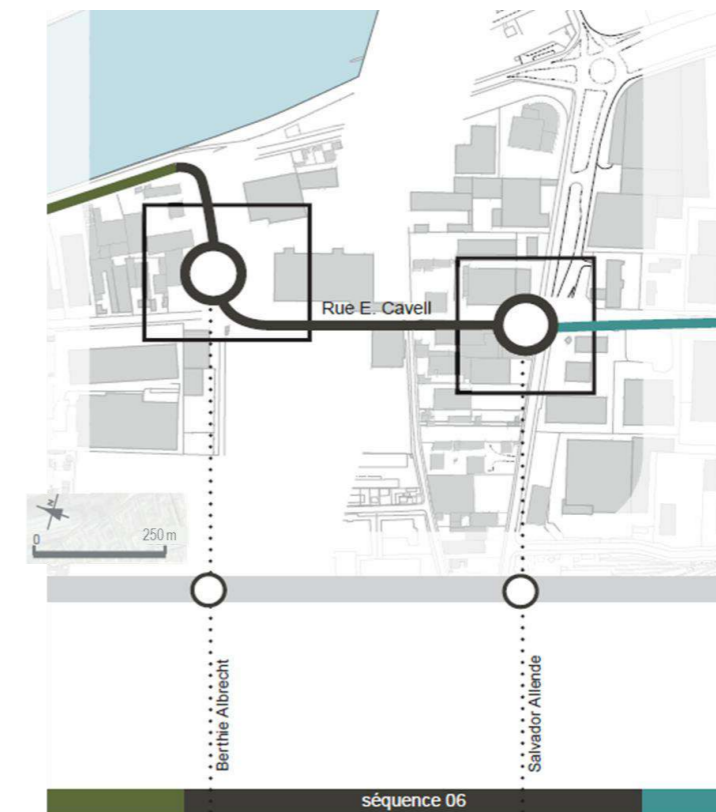 Rue E. Cavell
N
0
250 m
Berthie Albrecht
Salvador Allende
séquence 06